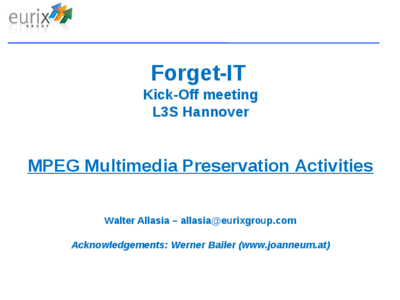 eurix
GROUP
Forget-IT
Kick-Off meeting
L3S Hannover
MPEG Multimedia Preservation Activities
Walter Allasia – allasia@eurixgroup.com
Acknowledgements: Werner Bailer (www.joanneum.at)